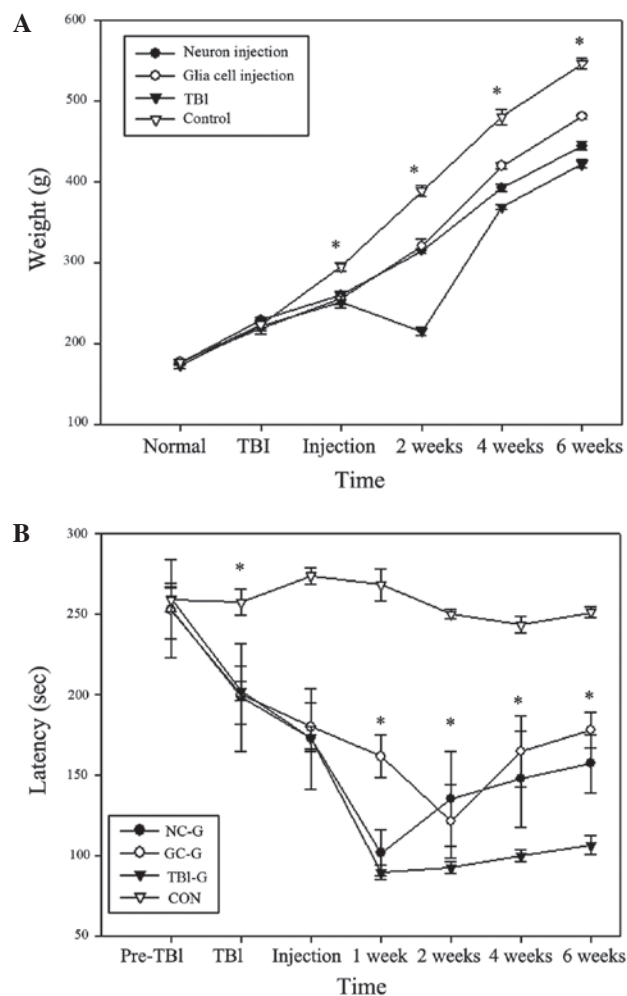 A
600
500
400
300
200
100
Weight (g)
Neuron injection
Glia cell injection
TBI
Control
*
*
*
*
Normal TBI Injection 2 weeks 4 weeks 6 weeks
Time
B
300
250
200
150
100
50
Latency (sec)
*
*
*
*
*
NC-G
GC-G
TBI-G
CON
Pre-TBI TBI Injection 1 week 2 weeks 4 weeks 6 weeks
Time